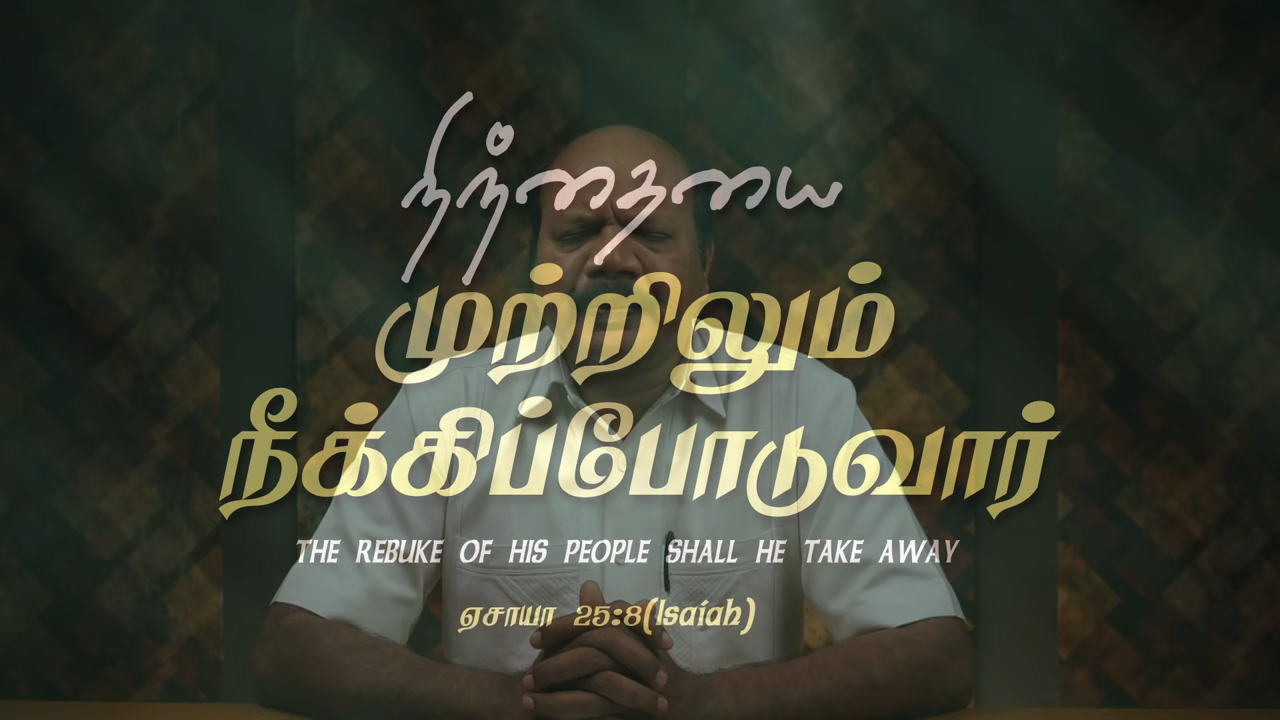 நிந்தையை
முற்றிலும்
நீக்கிப்போடுவார்
THE REBUKE OF HIS PEOPLE SHALL HE TAKE AWAY
ஏசாயா 25:8(Isaiah)